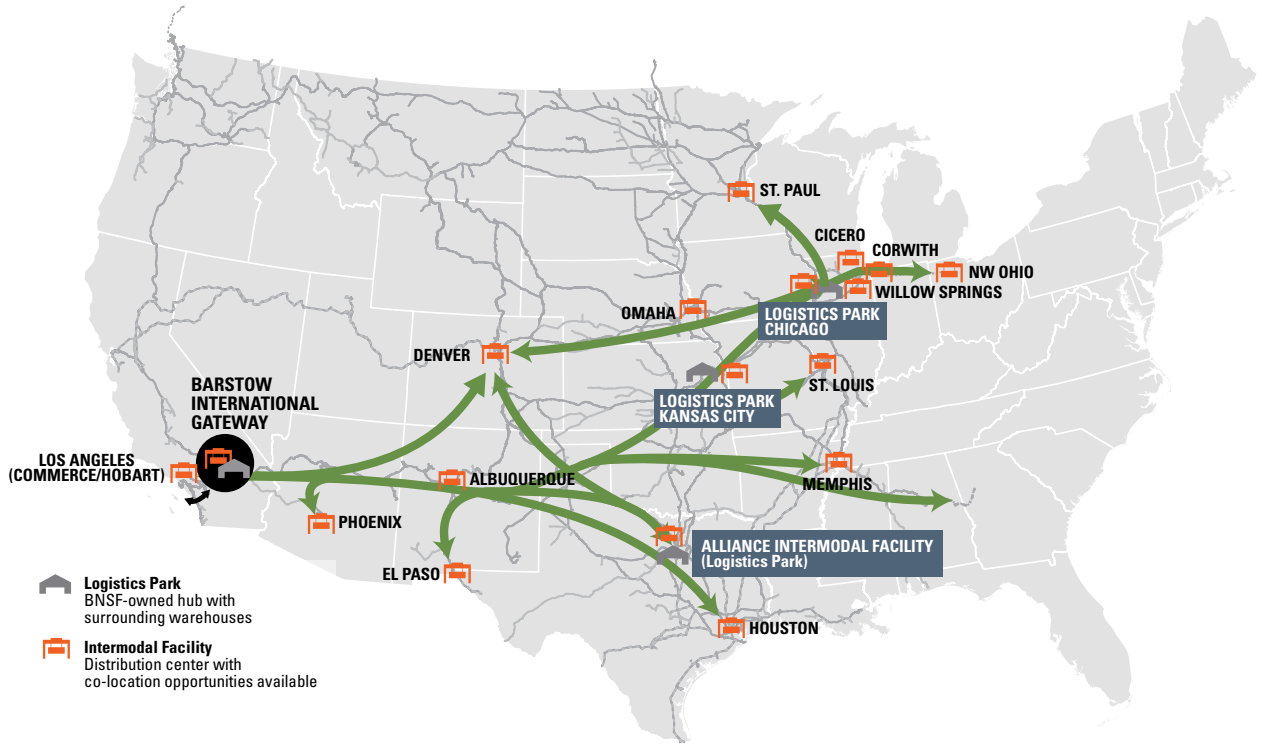 ST. PAUL
CICERO
CORWITH
NW OHIO
WILLOW SPRINGS
OMAHA
LOGISTICS PARK
CHICAGO
DENVER
ST. LOUIS
BARSTOW
INTERNATIONAL
GATEWAY
LOGISTICS PARK
KANSAS CITY
LOS ANGELES
(COMMERCE/HOBART)
ALBUQUERQUE
MEMPHIS
PHOENIX
ALLIANCE INTERMODAL FACILITY
(Logistics Park)
EL PASO
HOUSTON
Logistics Park
BNSF-owned hub with
surrounding warehouses
Intermodal Facility
Distribution center with
co-location opportunities available